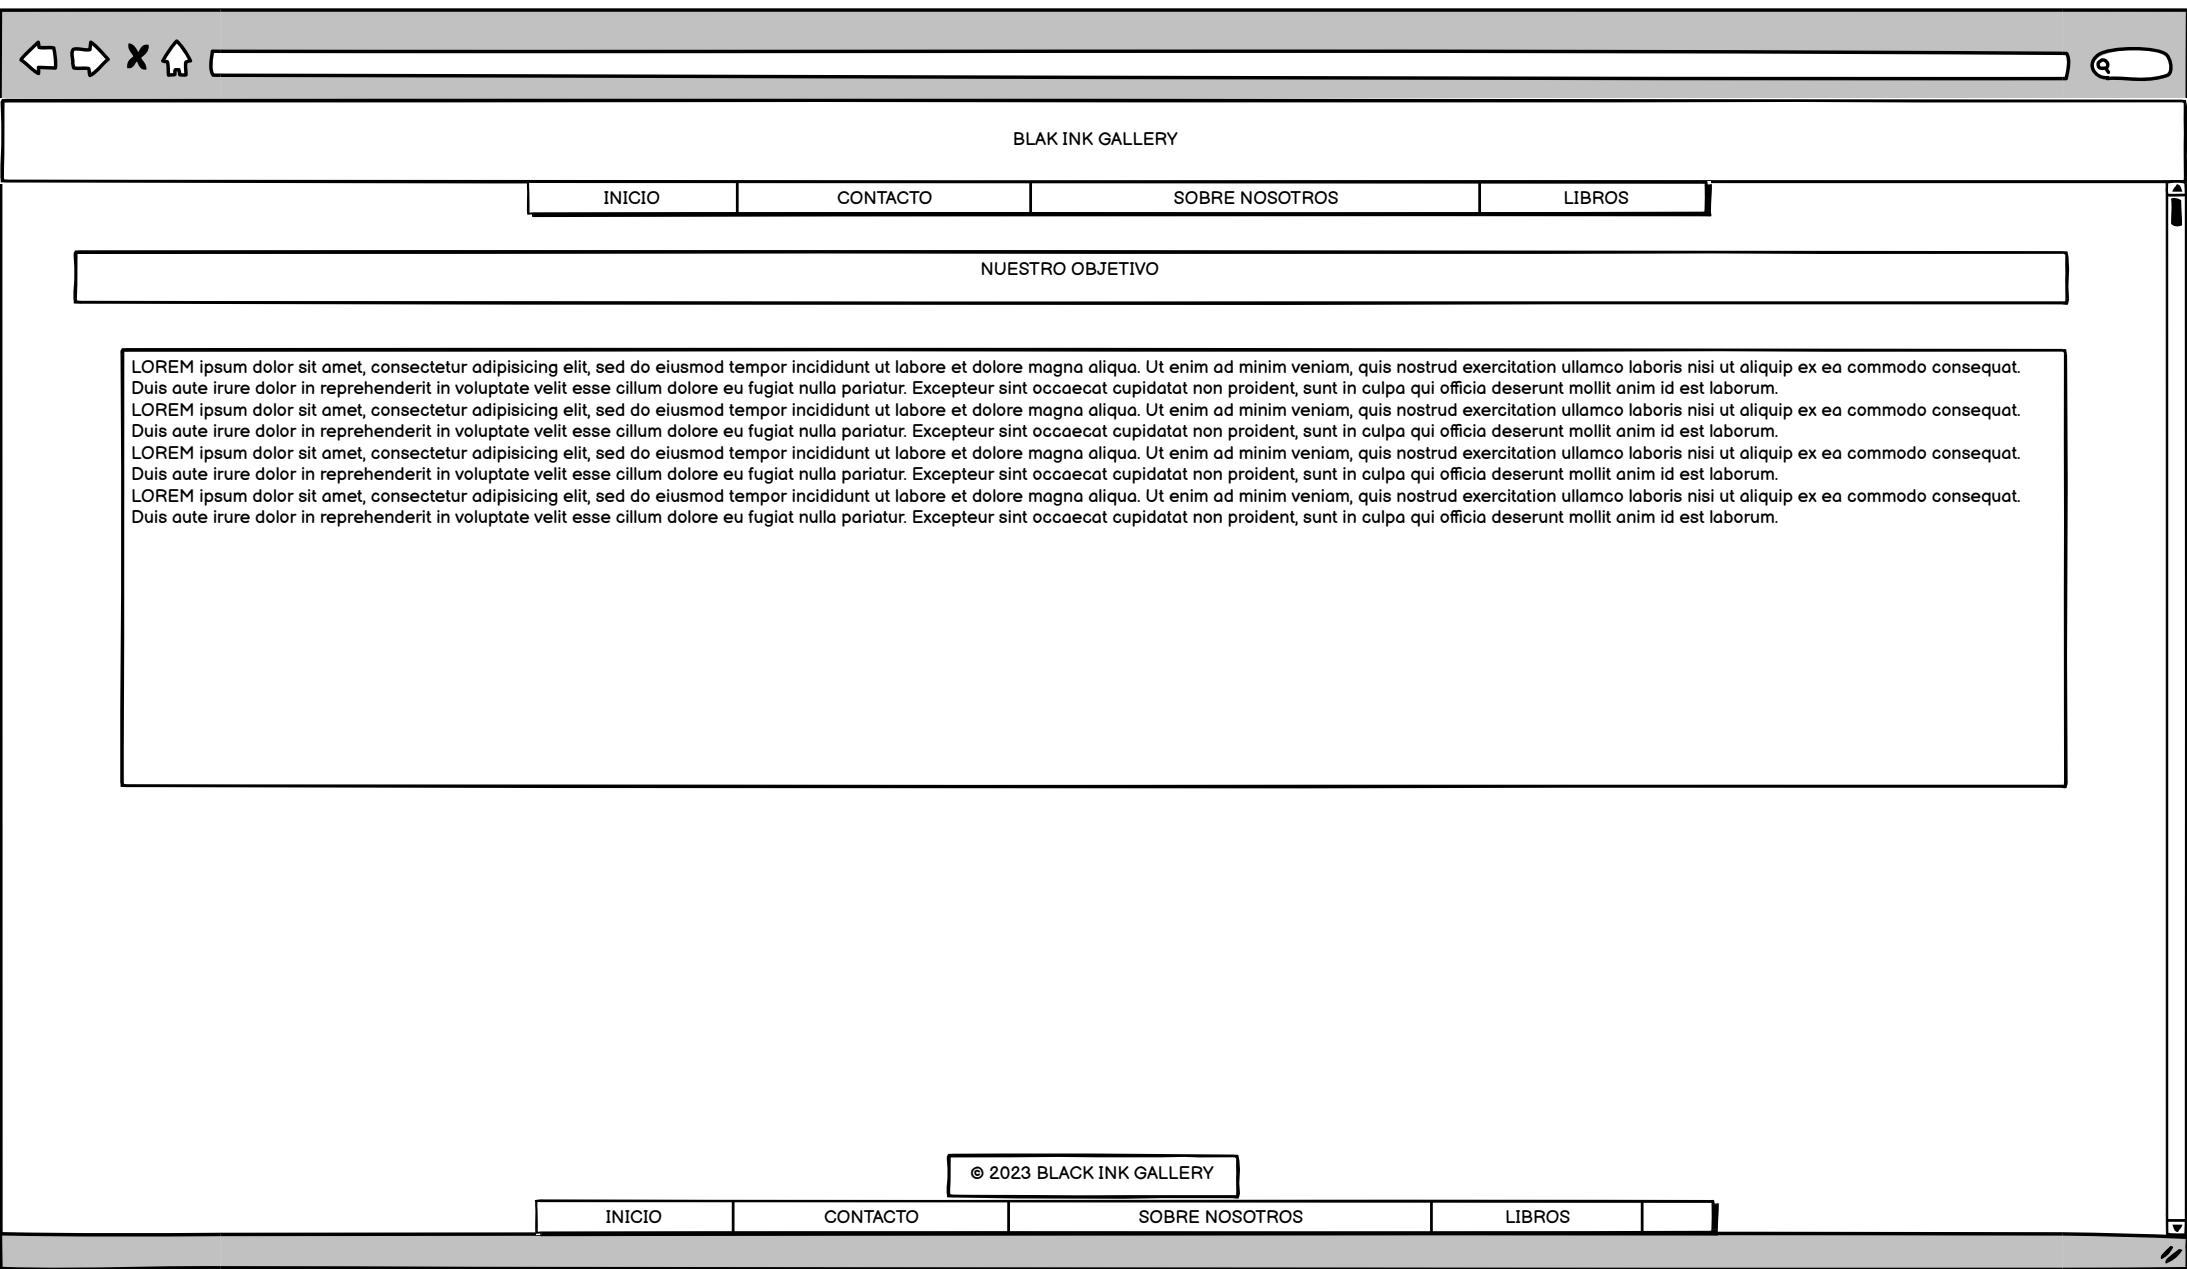 BLAK INK GALLERY
INICIO CONTACTO SOBRE NOSOTROS LIBROS
NUESTRO OBJETIVO
LOREM ipsum dolor sit amet, consectetur adipisicing elit, sed do eiusmod tempor incididunt ut labore et dolore magna aliqua. Ut enim ad minim veniam, quis nostrud exercitation ullamco laboris nisi ut aliquip ex ea commodo consequat.
Duis aute irure dolor in reprehenderit in voluptate velit esse cillum dolore eu fugiat nulla pariatur. Excepteur sint occaecat cupidatat non proident, sunt in culpa qui officia deserunt mollit anim id est laborum.
LOREM ipsum dolor sit amet, consectetur adipisicing elit, sed do eiusmod tempor incididunt ut labore et dolore magna aliqua. Ut enim ad minim veniam, quis nostrud exercitation ullamco laboris nisi ut aliquip ex ea commodo consequat.
Duis aute irure dolor in reprehenderit in voluptate velit esse cillum dolore eu fugiat nulla pariatur. Excepteur sint occaecat cupidatat non proident, sunt in culpa qui officia deserunt mollit anim id est laborum.
LOREM ipsum dolor sit amet, consectetur adipisicing elit, sed do eiusmod tempor incididunt ut labore et dolore magna aliqua. Ut enim ad minim veniam, quis nostrud exercitation ullamco laboris nisi ut aliquip ex ea commodo consequat.
Duis aute irure dolor in reprehenderit in voluptate velit esse cillum dolore eu fugiat nulla pariatur. Excepteur sint occaecat cupidatat non proident, sunt in culpa qui officia deserunt mollit anim id est laborum.
LOREM ipsum dolor sit amet, consectetur adipisicing elit, sed do eiusmod tempor incididunt ut labore et dolore magna aliqua. Ut enim ad minim veniam, quis nostrud exercitation ullamco laboris nisi ut aliquip ex ea commodo consequat.
Duis aute irure dolor in reprehenderit in voluptate velit esse cillum dolore eu fugiat nulla pariatur. Excepteur sint occaecat cupidatat non proident, sunt in culpa qui officia deserunt mollit anim id est laborum.
© 2023 BLACK INK GALLERY
INICIO CONTACTO SOBRE NOSOTROS LIBROS